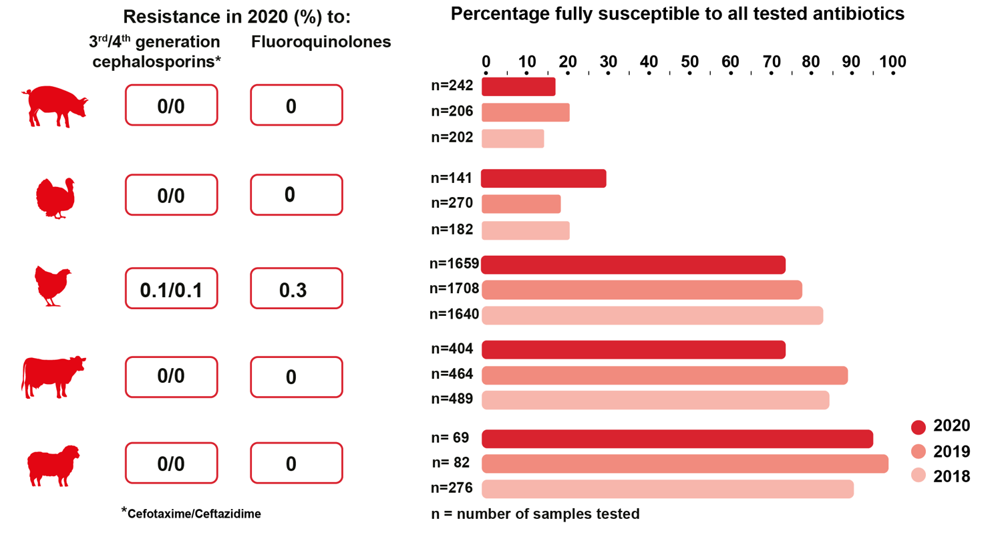 Resistance in 2020 (%) to:
3rd/4th generation
cephalosporins*
Fluoroquinolones
0/0
0
0/0
0
0.1/0.1
0.3
0/0
0
0/0
0
*Cefotaxime/Ceftazidime
Percentage fully susceptible to all tested antibiotics
0 10 20 30 40 50 60 70 80 90 100
n=242
n=206
n=202
n=141
n=270
n=182
n=1659
n=1708
n=1640
n=404
n=464
n=489
n= 69
n= 82
n=276
n = number of samples tested
2020
2019
2018